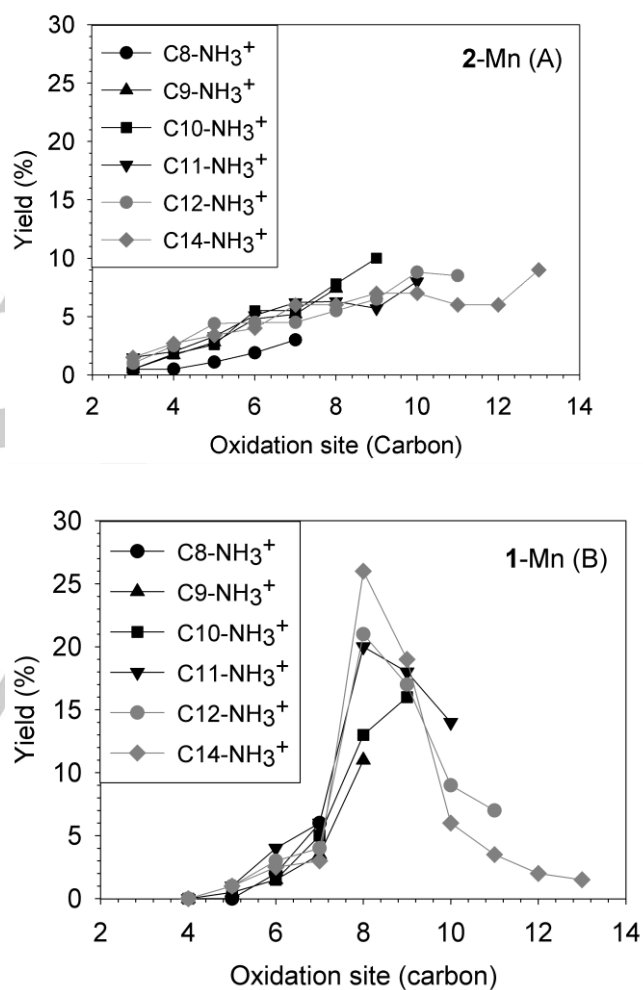 30
25
20
15
10
5
0
Yield (%)
C8-NH3+
C9-NH3+
C10-NH3+
C11-NH3+
C12-NH3+
C14-NH3+
2-Mn (A)
2 4 6 8 10 12 14
Oxidation site (Carbon)
30
25
20
15
10
5
0
Yield (%)
C8-NH3+
C9-NH3+
C10-NH3+
C11-NH3+
C12-NH3+
C14-NH3+
1-Mn (B)
2 4 6 8 10 12 14
Oxidation site (carbon)